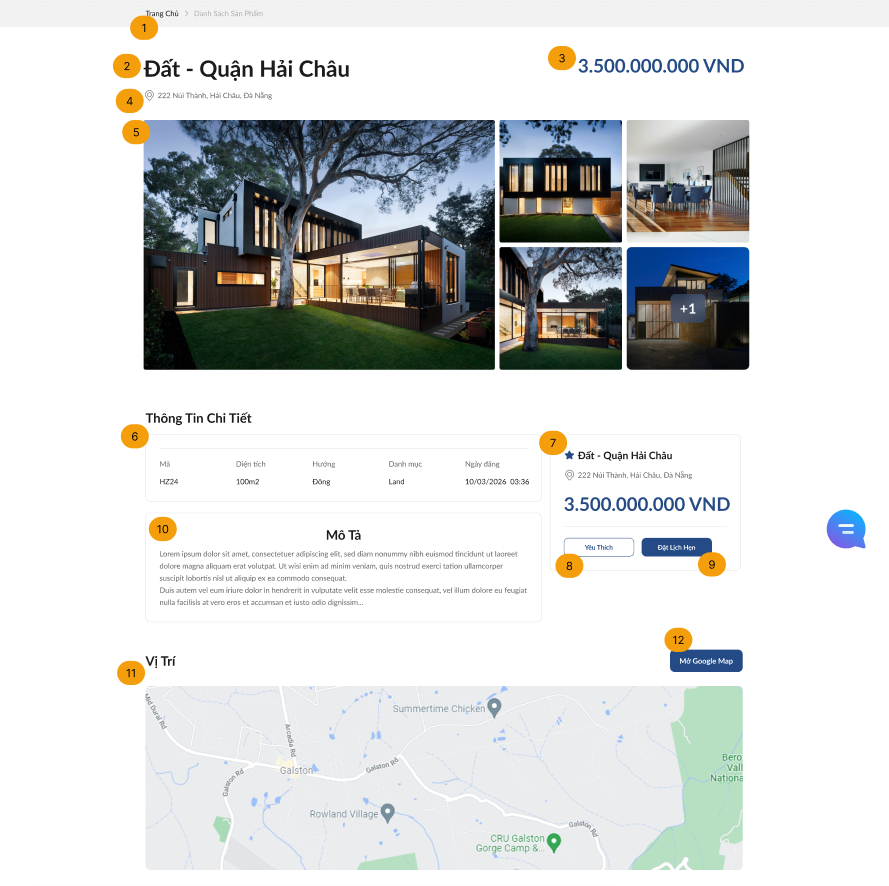 Trang Chủ > Danh Sách Sản Phẩm
1
2 Đất - Quận Hải Châu
3 3.500.000.000 VND
4 222 Núi Thành, Hải Châu, Đà Nẵng
5
+1
Thông Tin Chi Tiết
6
Mã Diện tích Hướng Danh mục Ngày đăng
HZ24 100m2 Đông Land 10/03/2026 03:36
7
Đất - Quận Hải Châu
222 Núi Thành, Hải Châu, Đà Nẵng
3.500.000.000 VND
Yêu Thích Đặt Lịch Hẹn
8 9
10
Mô Tả
Lorem ipsum dolor sit amet, consectetuer adipiscing elit, sed diam nonummy nibh euismod tincidunt ut laoreet
dolore magna aliquam erat volutpat. Ut wisi enim ad minim veniam, quis nostrud exerci tation ullamcorper
suscipit lobortis nisl ut aliquip ex ea commodo consequat.
Duis autem vel eum iriure dolor in hendrerit in vulputate velit esse molestie consequat, vel illum dolore eu feugiat
nulla facilisis at vero eros et accumsan et iusto odio dignissim...
12
11 Vị Trí
Mở Google Map
Mid Dural Rd
Arcadia Rd
Summertime Chicken
Galston
Galston Rd
Galston Rd
Rowland Village
Galston Rd
CRU Galston
Gorge Camp &...
Bero
Vall
Nationa